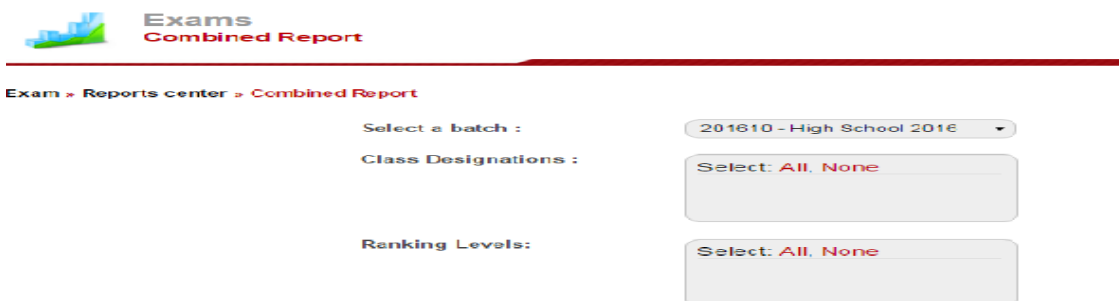 Exams
Combined Report
Exam » Reports center » Combined Report
Select a batch : 201610 - High School 2016
Class Designations : Select: All, None
Ranking Levels: Select: All, None